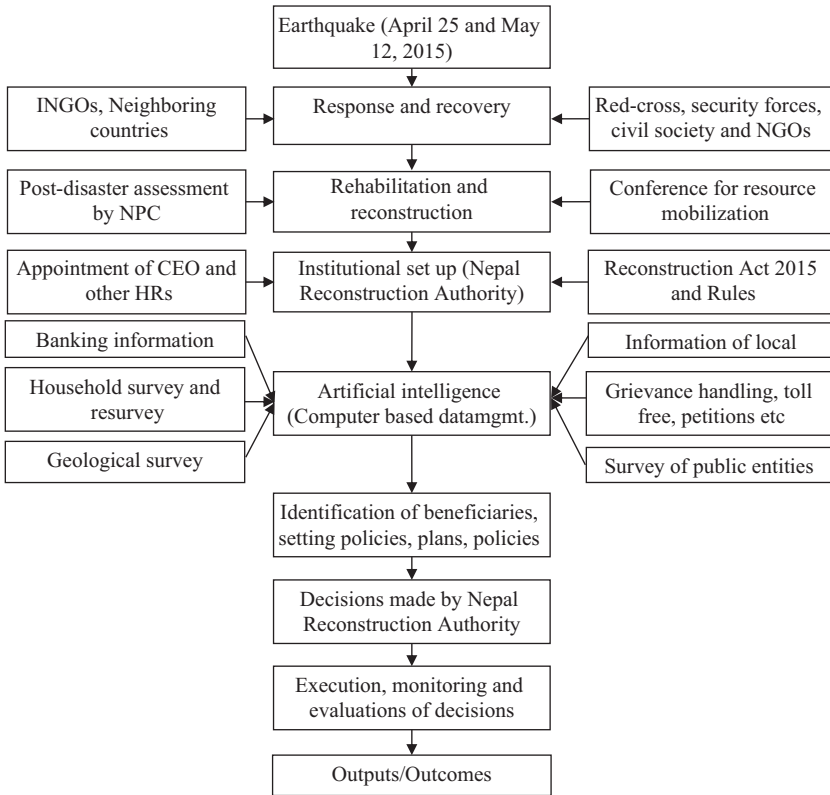 Earthquake (April 25 and May
12, 2015)
INGOs, Neighboring
countries
Response and recovery
Red-cross, security forces,
civil society and NGOs
Post-disaster assessment
by NPC
Rehabilitation and
reconstruction
Conference for resource
mobilization
Appointment of CEO and
other HRs
Institutional set up (Nepal
Reconstruction Authority)
Reconstruction Act 2015
and Rules
Banking information
Household survey and
resurvey
Geological survey
Artificial intelligence
(Computer based datamgmt.)
Information of local
Grievance handling, toll
free, petitions etc
Survey of public entities
Identification of beneficiaries,
setting policies, plans, policies
Decisions made by Nepal
Reconstruction Authority
Execution, monitoring and
evaluations of decisions
Outputs/Outcomes